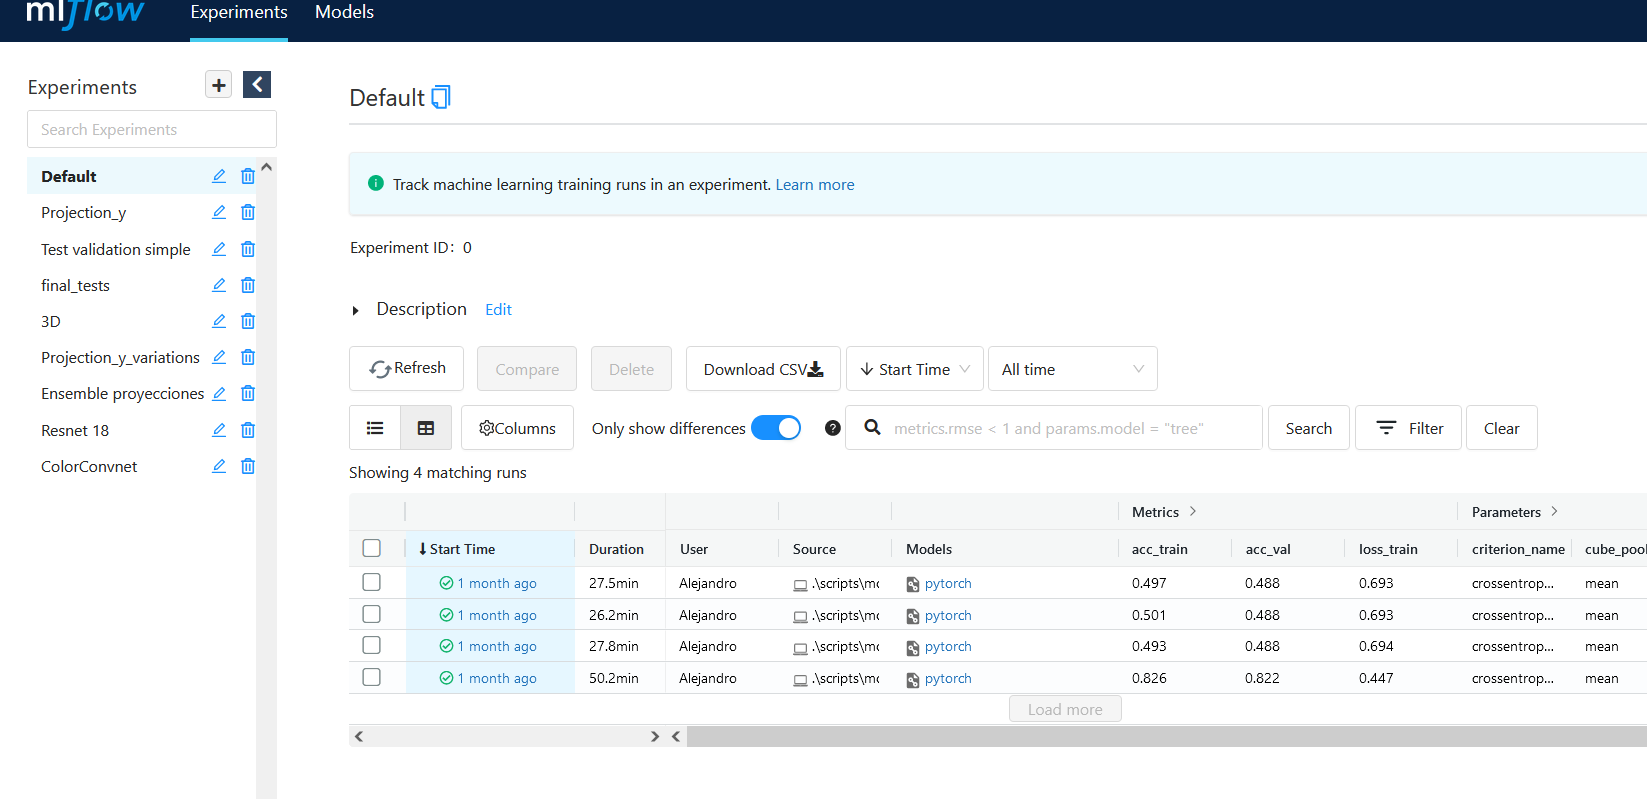 mlflow
Experiments Models
Experiments
Search Experiments
Default
Projection_y
Test validation simple
final_tests
3D
Projection_y_variations
Ensemble proyecciones
Resnet 18
ColorConvnet
Default
Track machine learning training runs in an experiment. Learn more
Experiment ID: 0
Description Edit
Refresh Compare Delete Download CSV Start Time All time
Columns Only show differences metrics.rmse < 1 and params.model = "tree" Search Filter Clear
Showing 4 matching runs
Metrics Parameters
Start Time Duration User Source Models acc_train acc_val loss_train criterion_name cube_pool
1 month ago 27.5min Alejandro .\scripts\mc pytorch 0.497 0.488 0.693 crossentrop... mean
1 month ago 26.2min Alejandro .\scripts\mc pytorch 0.501 0.488 0.693 crossentrop... mean
1 month ago 27.8min Alejandro .\scripts\mc pytorch 0.493 0.488 0.694 crossentrop... mean
1 month ago 50.2min Alejandro .\scripts\mc pytorch 0.826 0.822 0.447 crossentrop... mean
Load more